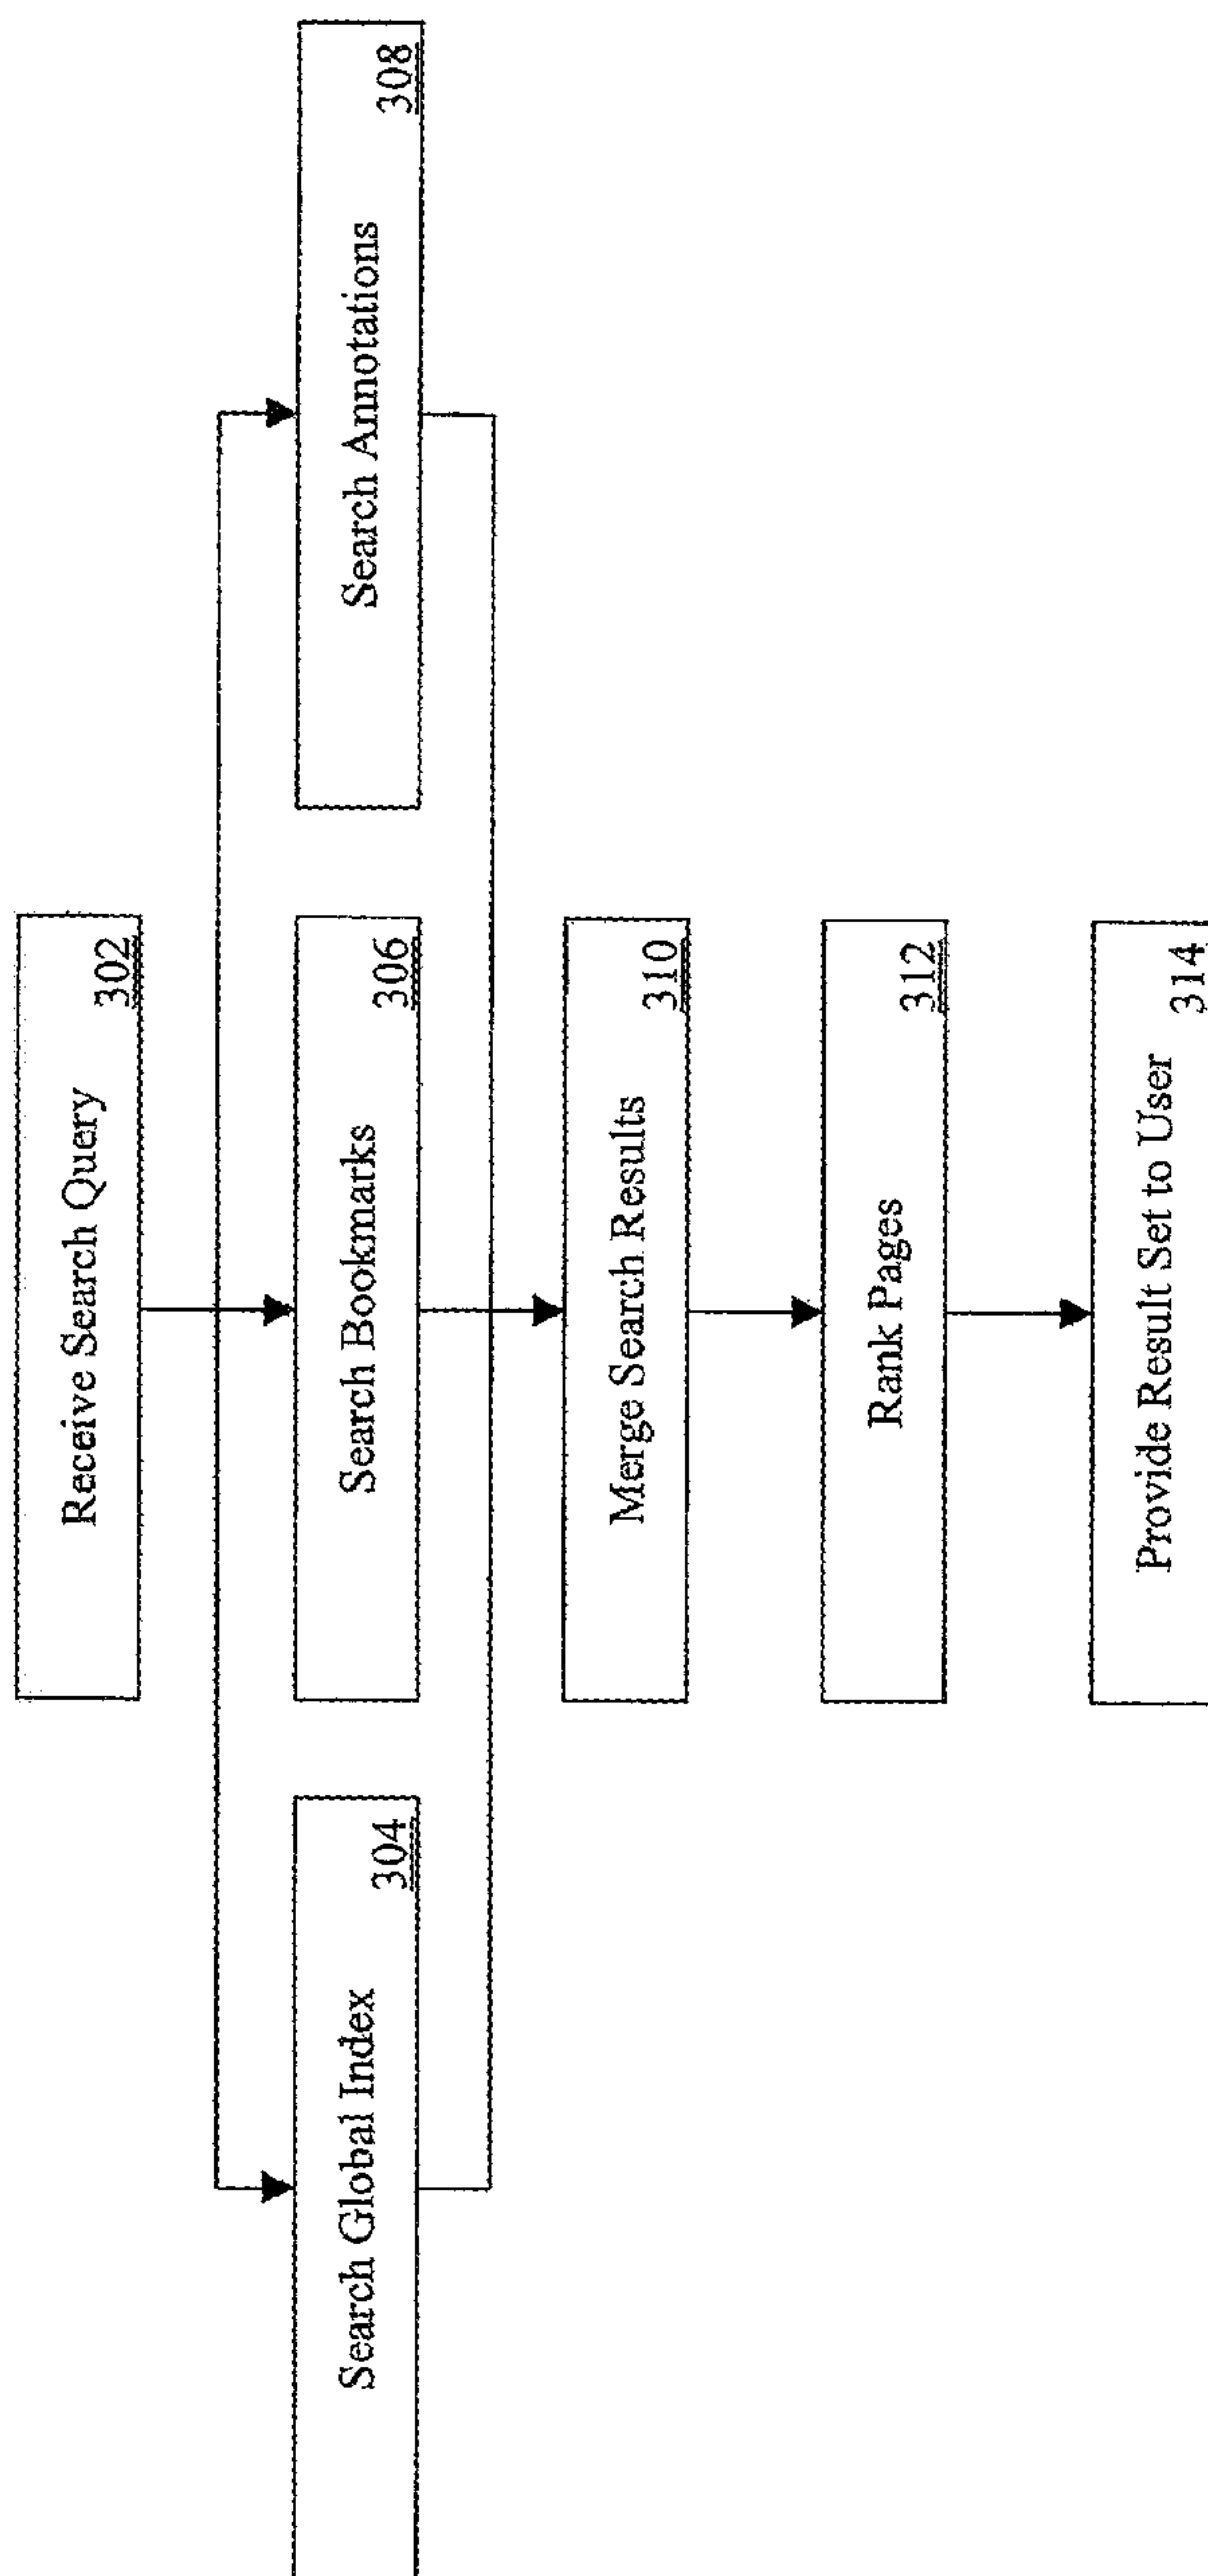 Receive Search Query
302
Search Global Index
304
Search Bookmarks
306
Search Annotations
308
Merge Search Results
310
Rank Pages
312
Provide Result Set to User
314